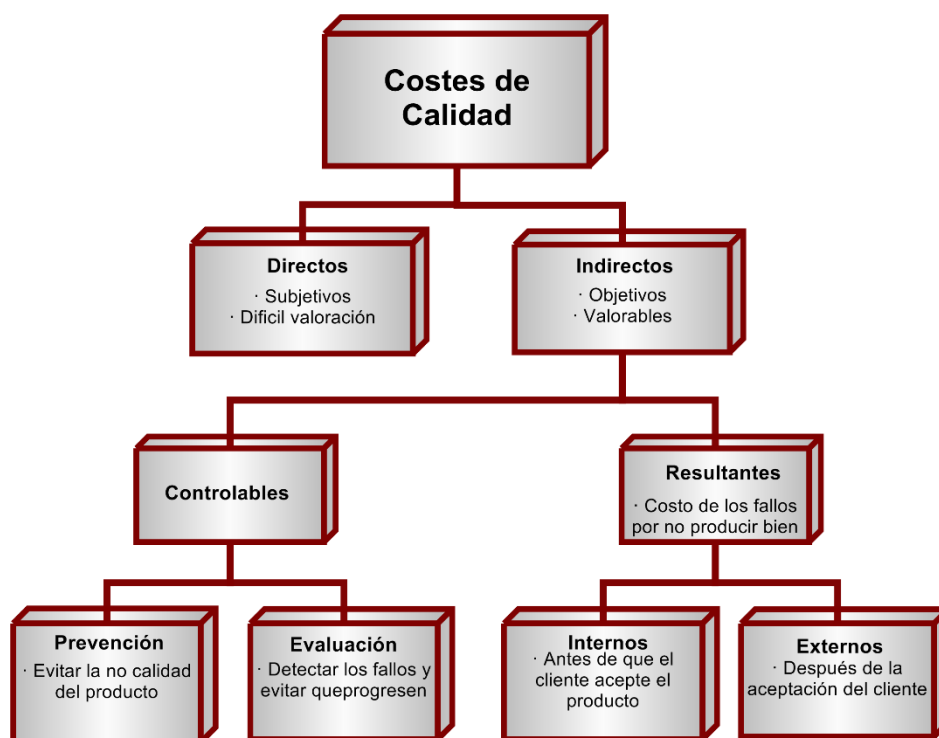 Costes de
Calidad
Directos
· Subjetivos
· Dificil valoración
Indirectos
· Objetivos
· Valorables
Controlables
Resultantes
· Costo de los fallos
por no producir bien
Prevención
· Evitar la no calidad
del producto
Evaluación
· Detectar los fallos y
evitar queprogresen
Internos
· Antes de que el
cliente acepte el
producto
Externos
· Después de la
aceptación del cliente